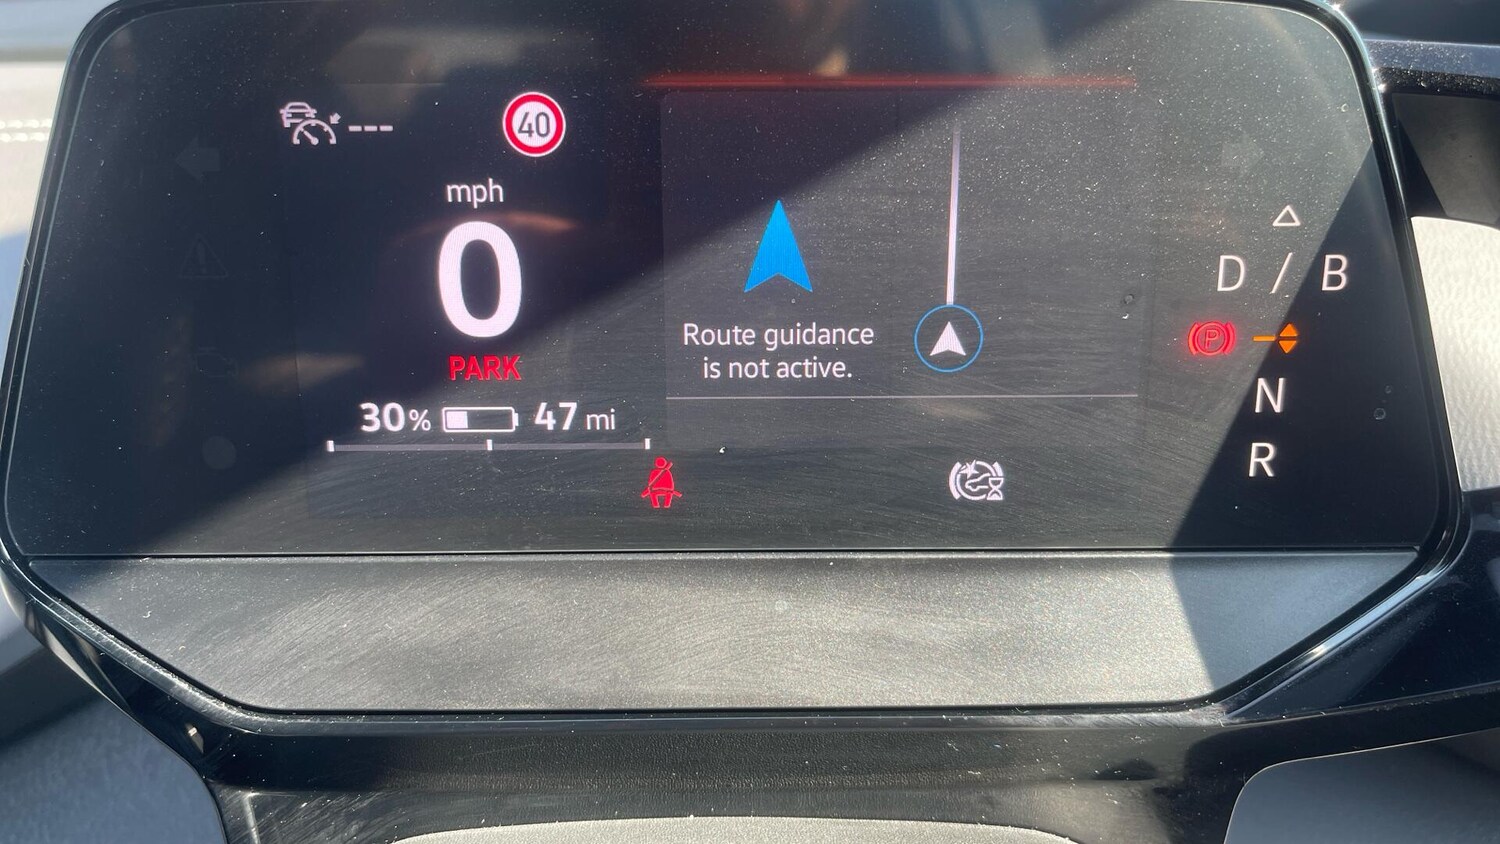 ---
40
mph
0
PARK
30% 47 mi
Route guidance
is not active.
D / B
P
N
R